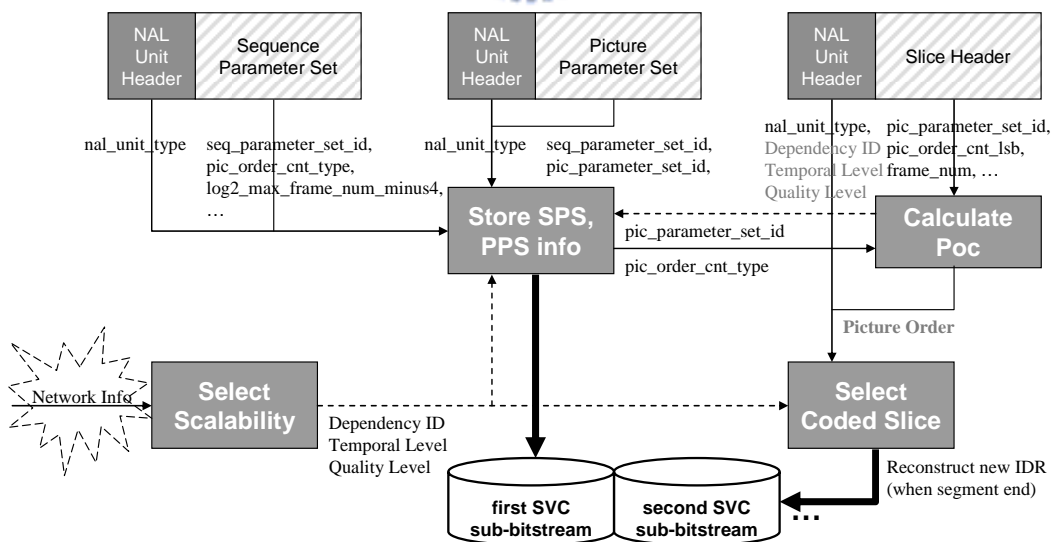 NAL
Unit
Header
Sequence
Parameter Set
NAL
Unit
Header
Picture
Parameter Set
NAL
Unit
Header
Slice Header
nal_unit_type
seq_parameter_set_id,
pic_order_cnt_type,
log2_max_frame_num_minus4,
…
nal_unit_type
seq_parameter_set_id,
pic_parameter_set_id,
nal_unit_type,
Dependency ID
Temporal Level
Quality Level
pic_parameter_set_id,
pic_order_cnt_lsb,
frame_num, …
Store SPS,
PPS info
pic_parameter_set_id
pic_order_cnt_type
Calculate
Poc
Picture Order
Network Info
Select
Scalability
Dependency ID
Temporal Level
Quality Level
Select
Coded Slice
Reconstruct new IDR
(when segment end)
first SVC
sub-bitstream
second SVC
sub-bitstream
...